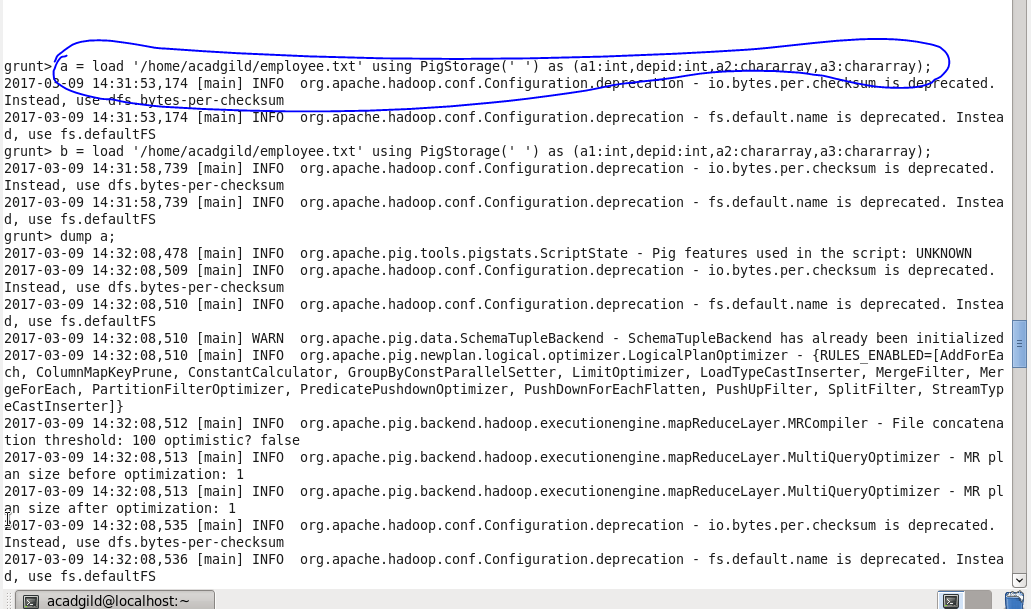 grunt> a = load '/home/acadgild/employee.txt' using PigStorage(' ') as (a1:int,depid:int,a2:chararray,a3:chararray);
2017-03-09 14:31:53,174 [main] INFO  org.apache.hadoop.conf.Configuration.deprecation - io.bytes.per.checksum is deprecated.
Instead, use dfs.bytes-per-checksum
2017-03-09 14:31:53,174 [main] INFO  org.apache.hadoop.conf.Configuration.deprecation - fs.default.name is deprecated. Instea
d, use fs.defaultFS
grunt> b = load '/home/acadgild/employee.txt' using PigStorage(' ') as (a1:int,depid:int,a2:chararray,a3:chararray);
2017-03-09 14:31:58,739 [main] INFO  org.apache.hadoop.conf.Configuration.deprecation - io.bytes.per.checksum is deprecated.
Instead, use dfs.bytes-per-checksum
2017-03-09 14:31:58,739 [main] INFO  org.apache.hadoop.conf.Configuration.deprecation - fs.default.name is deprecated. Instea
d, use fs.defaultFS
grunt> dump a;
2017-03-09 14:32:08,478 [main] INFO  org.apache.pig.tools.pigstats.ScriptState - Pig features used in the script: UNKNOWN
2017-03-09 14:32:08,509 [main] INFO  org.apache.hadoop.conf.Configuration.deprecation - io.bytes.per.checksum is deprecated.
Instead, use dfs.bytes-per-checksum
2017-03-09 14:32:08,510 [main] INFO  org.apache.hadoop.conf.Configuration.deprecation - fs.default.name is deprecated. Instea
d, use fs.defaultFS
2017-03-09 14:32:08,510 [main] WARN  org.apache.pig.data.SchemaTupleBackend - SchemaTupleBackend has already been initialized
2017-03-09 14:32:08,510 [main] INFO  org.apache.pig.newplan.logical.optimizer.LogicalPlanOptimizer - {RULES_ENABLED=[AddForEa
ch, ColumnMapKeyPrune, ConstantCalculator, GroupByConstParallelSetter, LimitOptimizer, LoadTypeCastInserter, MergeFilter, Mer
geForEach, PartitionFilterOptimizer, PredicatePushdownOptimizer, PushDownForEachFlatten, PushUpFilter, SplitFilter, StreamTyp
eCastInserter]}
2017-03-09 14:32:08,512 [main] INFO  org.apache.pig.backend.hadoop.executionengine.mapReduceLayer.MRCompiler - File concatena
tion threshold: 100 optimistic? false
2017-03-09 14:32:08,513 [main] INFO  org.apache.pig.backend.hadoop.executionengine.mapReduceLayer.MultiQueryOptimizer - MR pl
an size before optimization: 1
2017-03-09 14:32:08,513 [main] INFO  org.apache.pig.backend.hadoop.executionengine.mapReduceLayer.MultiQueryOptimizer - MR pl
an size after optimization: 1
2017-03-09 14:32:08,535 [main] INFO  org.apache.hadoop.conf.Configuration.deprecation - io.bytes.per.checksum is deprecated.
Instead, use dfs.bytes-per-checksum
2017-03-09 14:32:08,536 [main] INFO  org.apache.hadoop.conf.Configuration.deprecation - fs.default.name is deprecated. Instea
d, use fs.defaultFS
acadgild@localhost:~